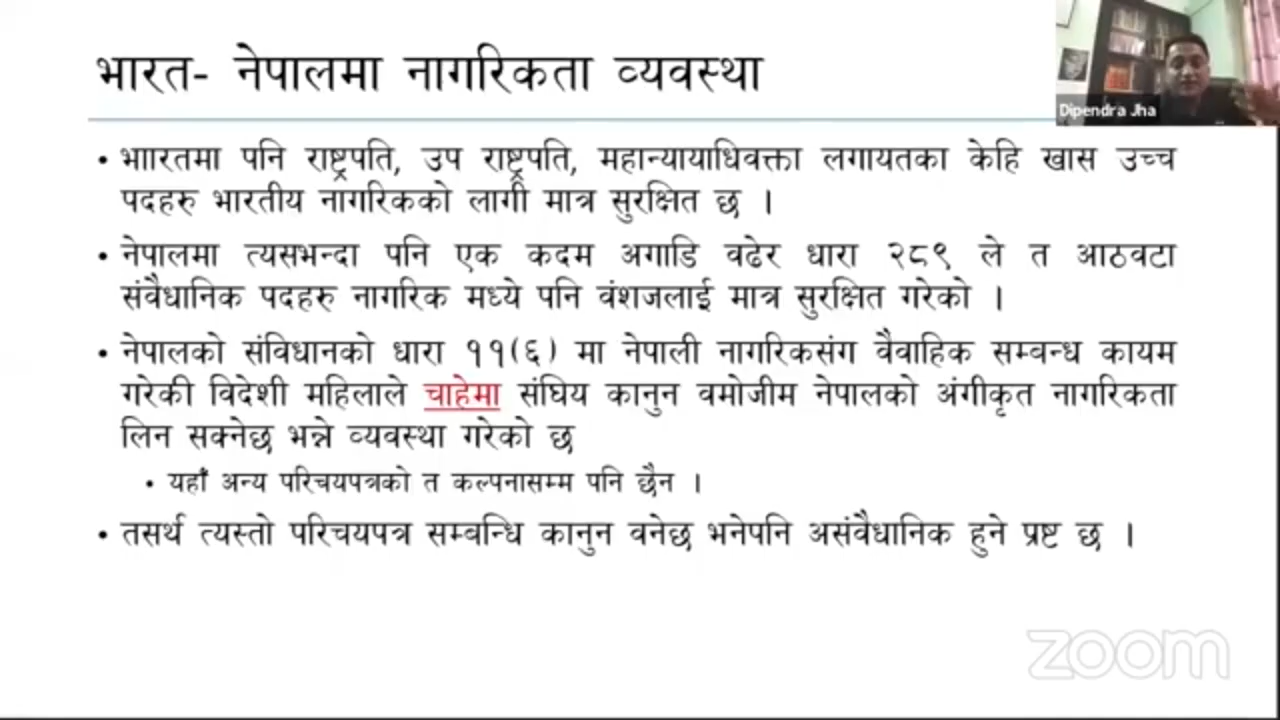 भारत- नेपालमा नागरिकता व्यवस्था
Dipendra Jha
• भाारतमा पनि राष्ट्रपति, उप राष्ट्रपति, महान्यायाधिवक्ता लगायतका केहि खास उच्च
पदहरु भारतीय नागरिकको लागी मात्र सुरक्षित छ ।
• नेपालमा त्यसभन्दा पनि एक कदम अगाडि वढेर धारा २८९ ले त आठवटा
संवैधानिक पदहरु नागरिक मध्ये पनि वंशजलाई मात्र सुरक्षित गरेको ।
• नेपालको संविधानको धारा ११(६) मा नेपाली नागरिकसंग वैवाहिक सम्बन्ध कायम
गरेकी विदेशी महिलाले चाहेमा संघिय कानुन वमोजीम नेपालको अंगीकृत नागरिकता
लिन सक्नेछ भन्ने व्यवस्था गरेको छ
• यहाँ अन्य परिचयपत्रको त कल्पनासम्म पनि छैन ।
• तसर्थ त्यस्तो परिचयपत्र सम्बन्धि कानुन वनेछ भनेपनि असंवैधानिक हुने प्रष्ट छ ।
zoom